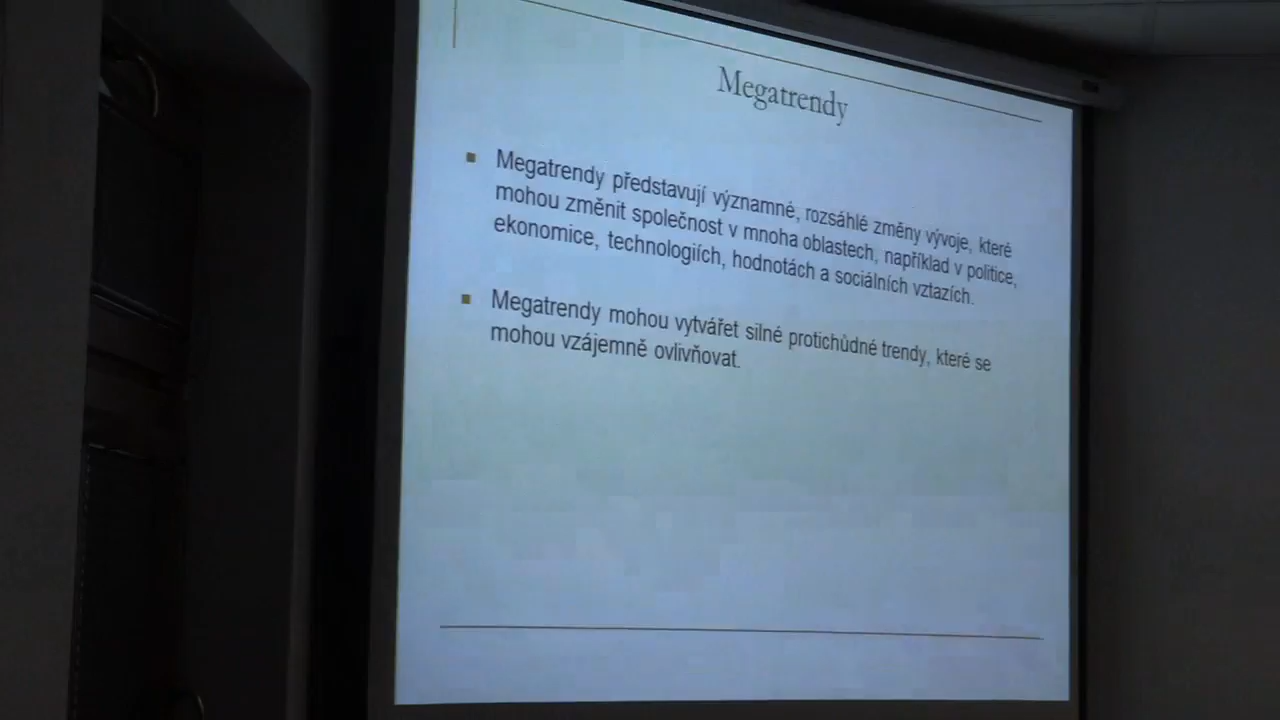 Megatrendy
Megatrendy představují významné, rozsáhlé změny vývoje, které
mohou změnit společnost v mnoha oblastech, například v politice,
ekonomice, technologiích, hodnotách a sociálních vztazích.
Megatrendy mohou vytvářet silné protichůdné trendy, které se
mohou vzájemně ovlivňovat.